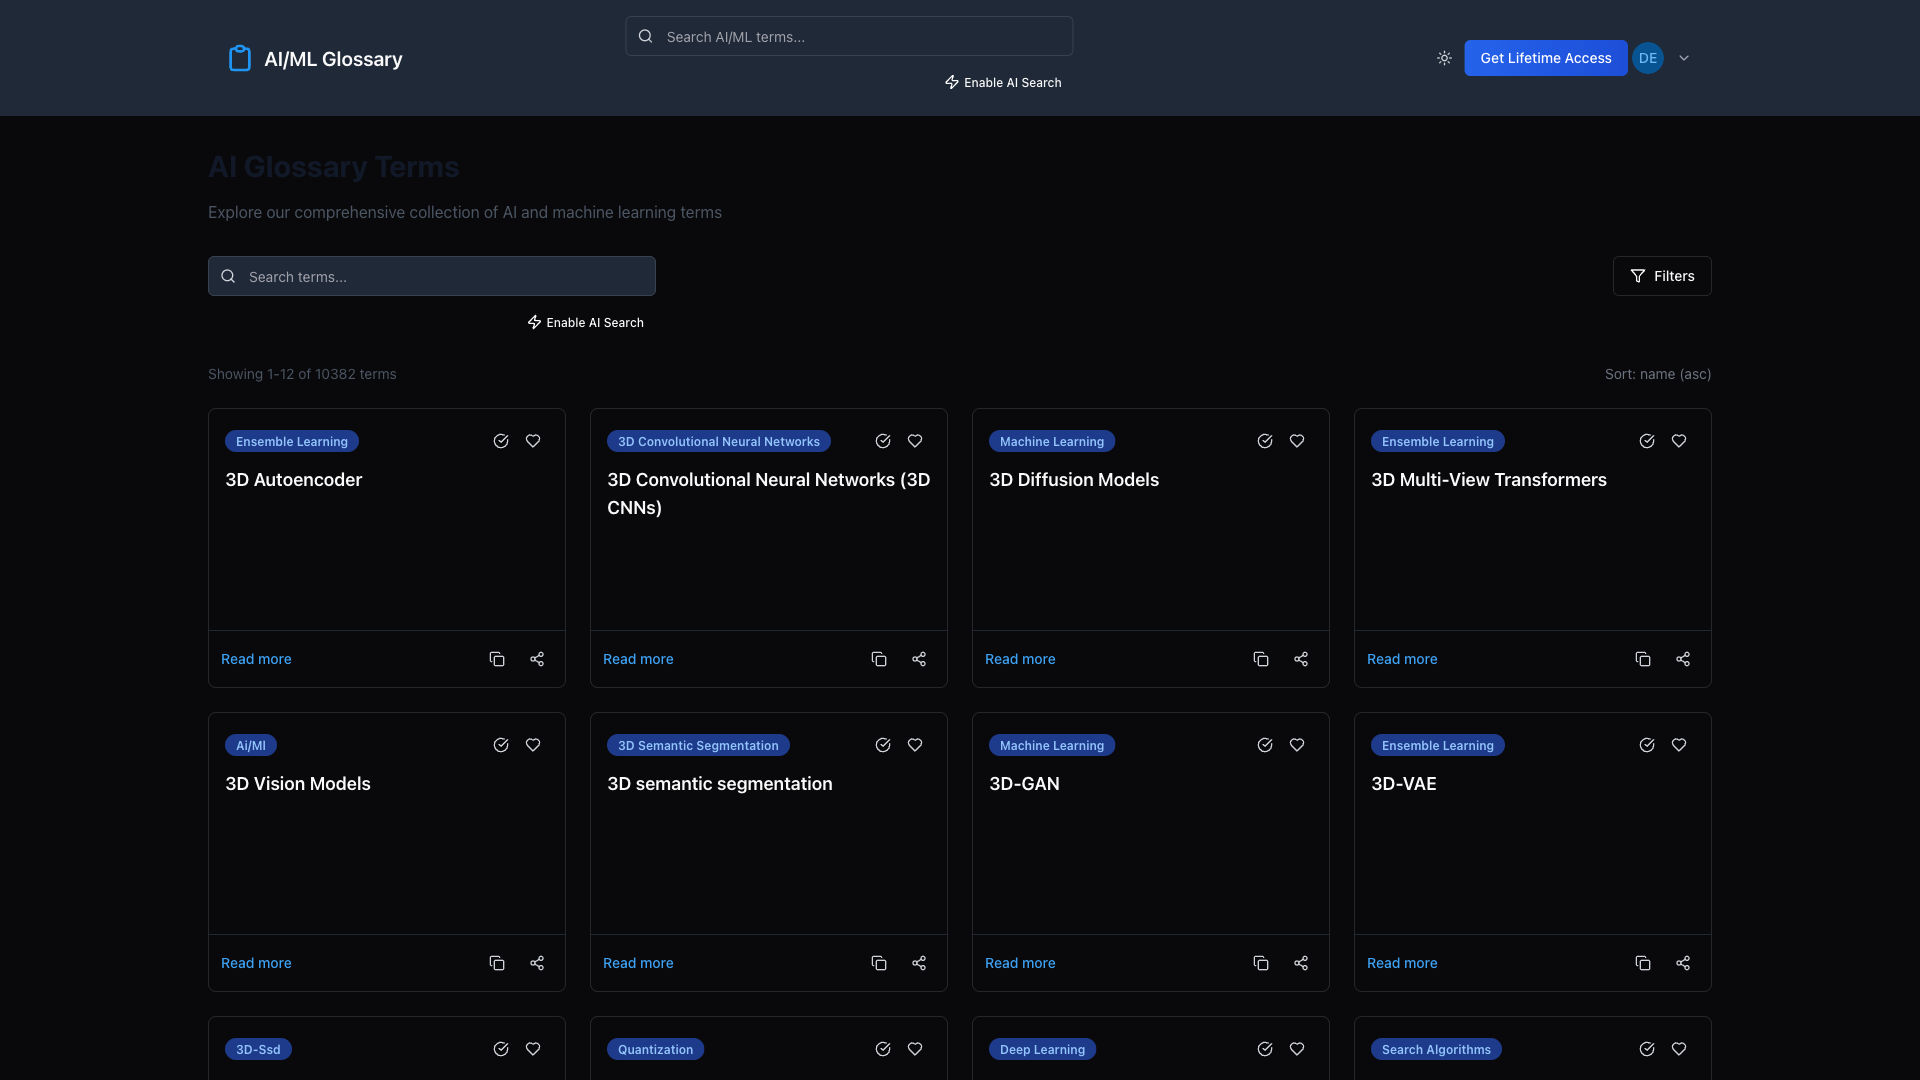 Search AI/ML terms...
AI/ML Glossary
Get Lifetime Access
DE
Enable AI Search
AI Glossary Terms
Explore our comprehensive collection of AI and machine learning terms
Search terms...
Filters
Enable AI Search
Showing 1-12 of 10382 terms
Sort: name (asc)
Ensemble Learning
3D Autoencoder
Read more
3D Convolutional Neural Networks
3D Convolutional Neural Networks (3D
CNNs)
Read more
Machine Learning
3D Diffusion Models
Read more
Ensemble Learning
3D Multi-View Transformers
Read more
Ai/Ml
3D Vision Models
Read more
3D Semantic Segmentation
3D semantic segmentation
Read more
Machine Learning
3D-GAN
Read more
Ensemble Learning
3D-VAE
Read more
3D-Ssd
Quantization
Deep Learning
Search Algorithms